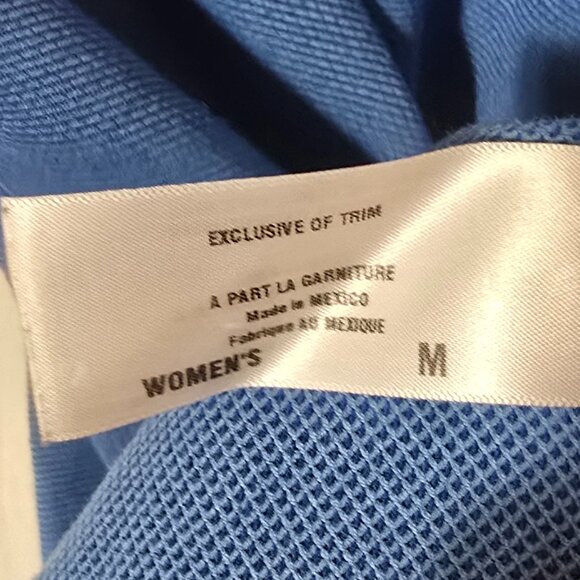 EXCLUSIVE OF TRIM
A PART LA GARNITURE
Made in MEXICO
Fabrique AU MEXIQUE
WOMEN'S M